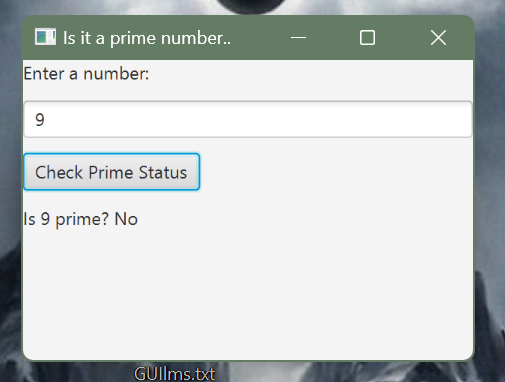 Is it a prime number..
Enter a number:
9
Check Prime Status
Is 9 prime? No
GUIlms.txt